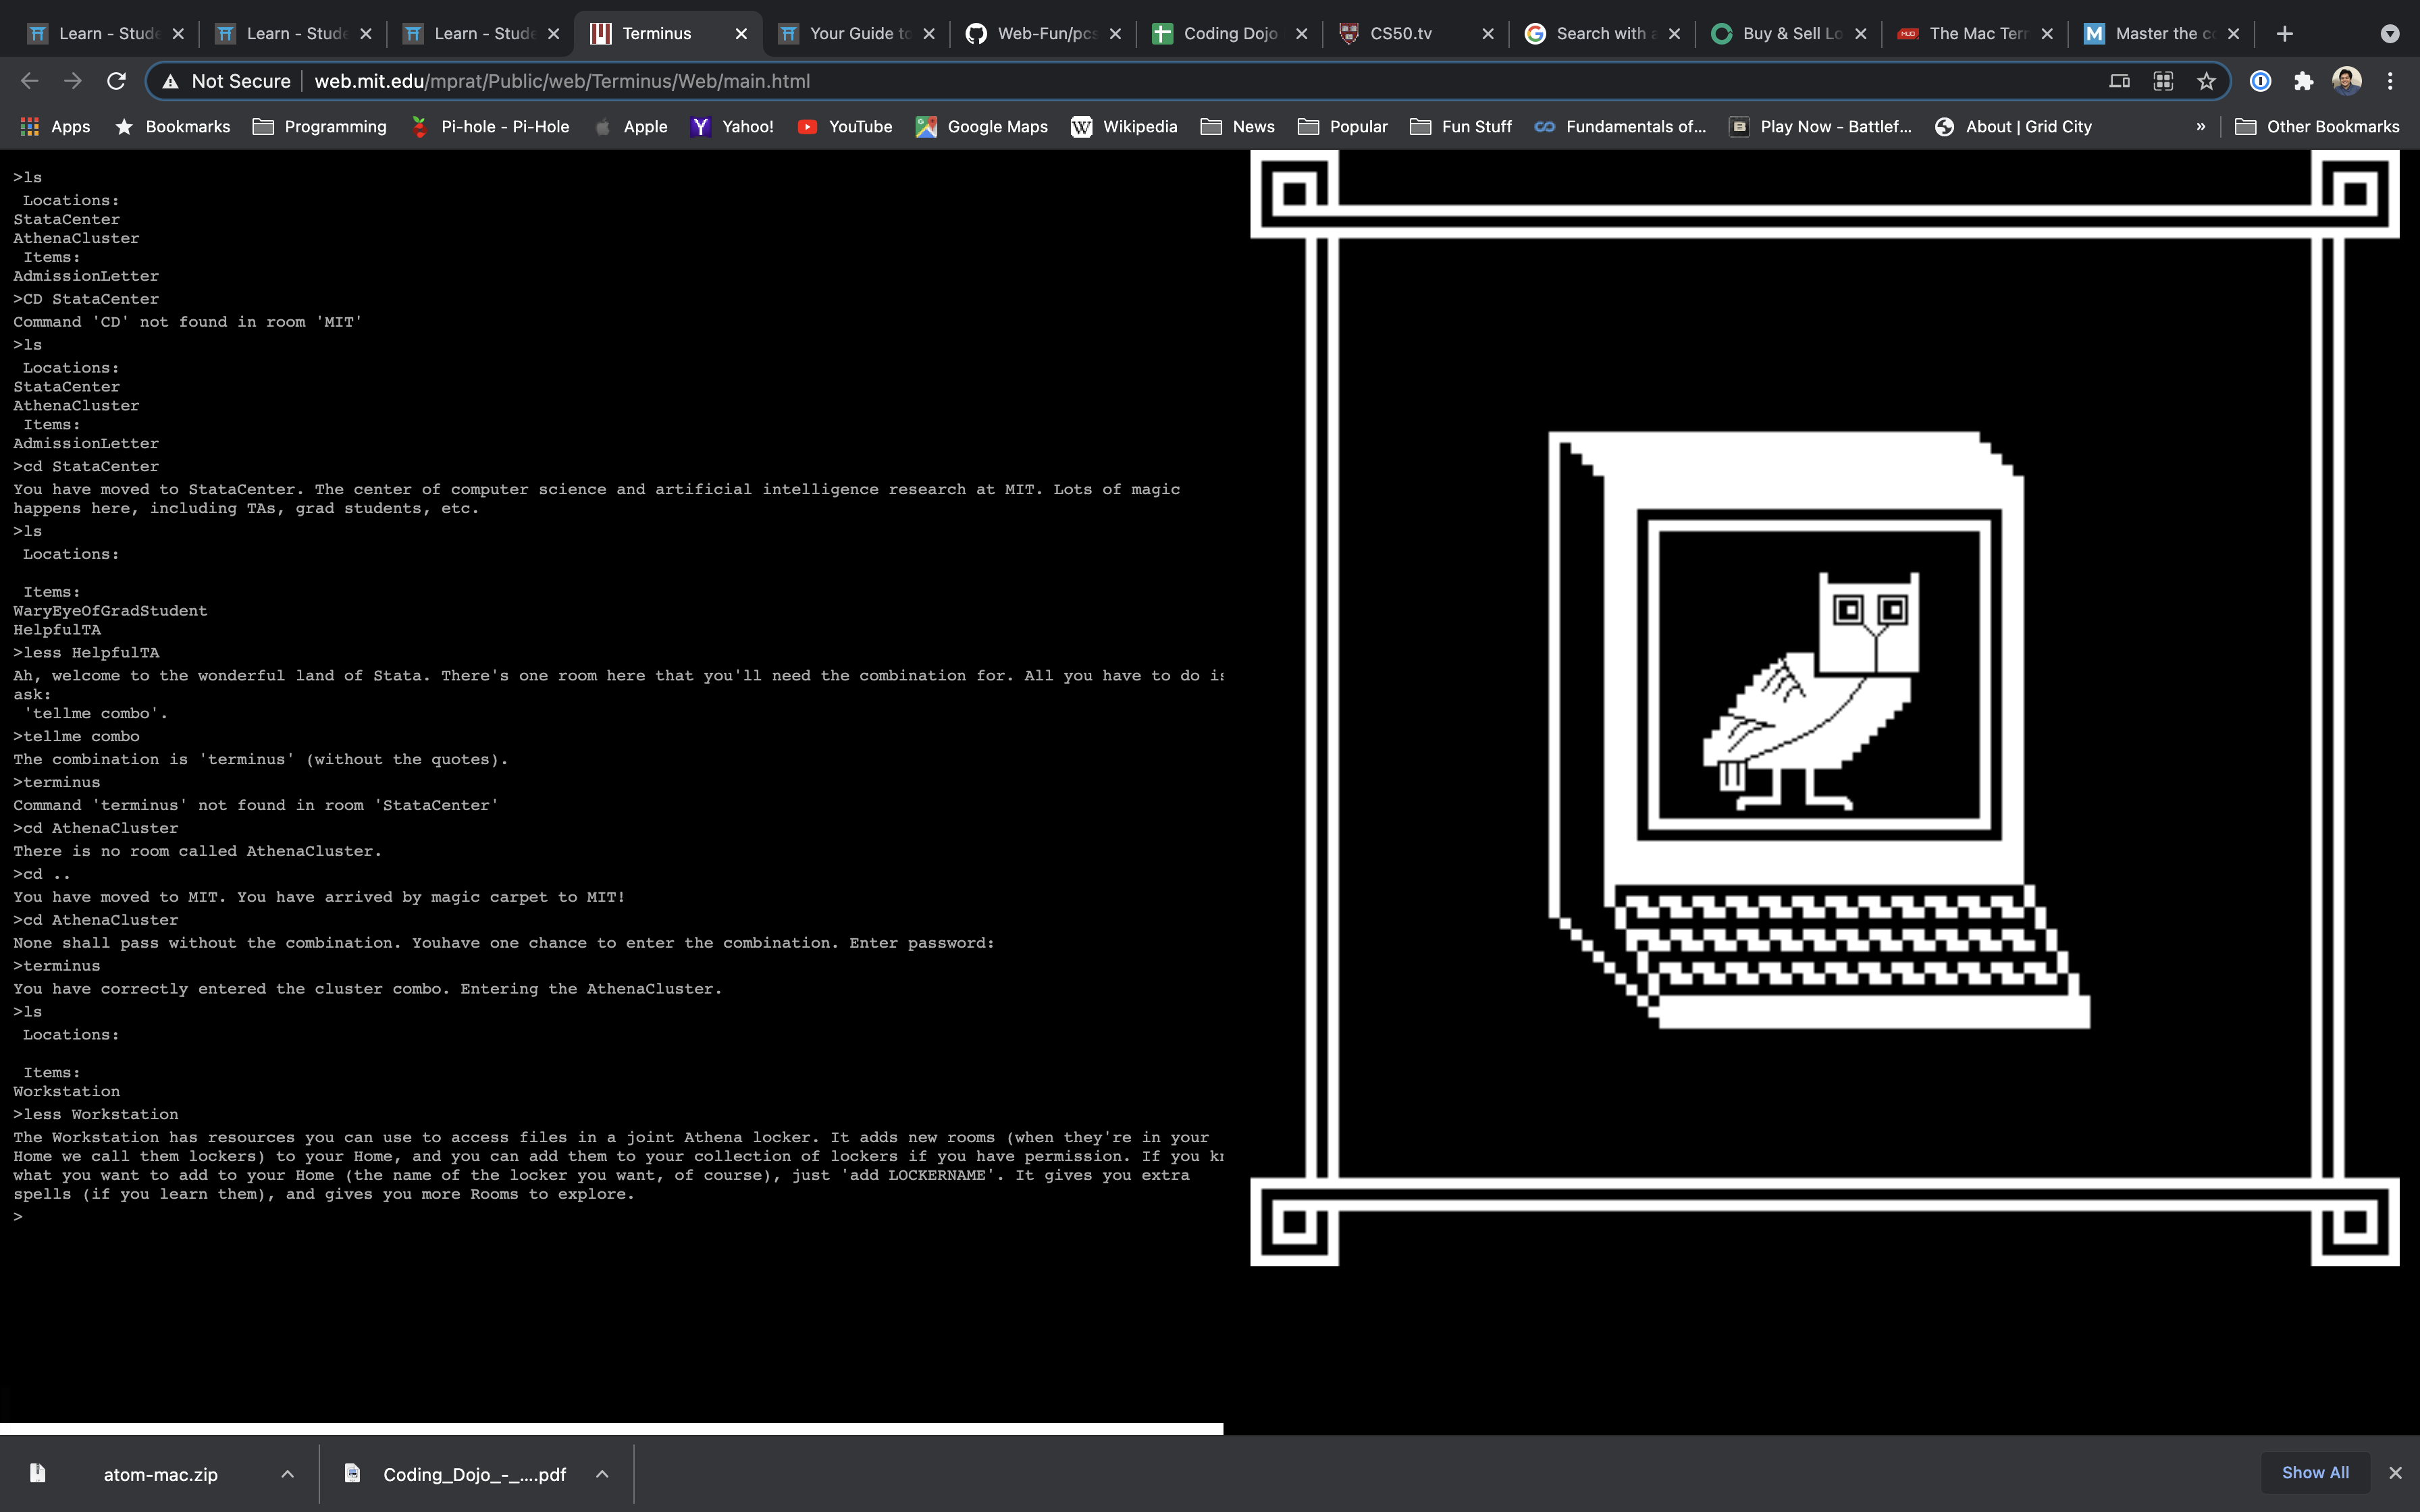 Learn - Stude
Learn - Stude
Learn - Stude
Terminus
Your Guide to
Web-Fun/pcs
Coding Dojo
CS50.tv
Search with a
Buy & Sell Lo
The Mac Tern
Master the co
Not Secure
web.mit.edu/mprat/Public/web/Terminus/Web/main.html
Apps
Bookmarks
Programming
Pi-hole - Pi-Hole
Apple
Yahoo!
YouTube
Google Maps
Wikipedia
News
Popular
Fun Stuff
Fundamentals of...
Play Now - Battlef...
About | Grid City
»
Other Bookmarks
>ls
Locations:
StataCenter
AthenaCluster
Items:
AdmissionLetter
>CD StataCenter
Command 'CD' not found in room 'MIT'
>ls
Locations:
StataCenter
AthenaCluster
Items:
AdmissionLetter
>cd StataCenter
You have moved to StataCenter. The center of computer science and artificial intelligence research at MIT. Lots of magic
happens here, including TAs, grad students, etc.
>ls
Locations:
Items:
WaryEyeOfGradStudent
HelpfulTA
>less HelpfulTA
Ah, welcome to the wonderful land of Stata. There's one room here that you'll need the combination for. All you have to do is
ask:
'tellme combo'.
>tellme combo
The combination is 'terminus' (without the quotes).
>terminus
Command 'terminus' not found in room 'StataCenter'
>cd AthenaCluster
There is no room called AthenaCluster.
>cd ..
You have moved to MIT. You have arrived by magic carpet to MIT!
>cd AthenaCluster
None shall pass without the combination. Youhave one chance to enter the combination. Enter password:
>terminus
You have correctly entered the cluster combo. Entering the AthenaCluster.
>ls
Locations:
Items:
Workstation
>less Workstation
The Workstation has resources you can use to access files in a joint Athena locker. It adds new rooms (when they're in your
Home we call them lockers) to your Home, and you can add them to your collection of lockers if you have permission. If you kn
what you want to add to your Home (the name of the locker you want, of course), just 'add LOCKERNAME'. It gives you extra
spells (if you learn them), and gives you more Rooms to explore.
>
atom-mac.zip
Coding_Dojo_-_....pdf
Show All